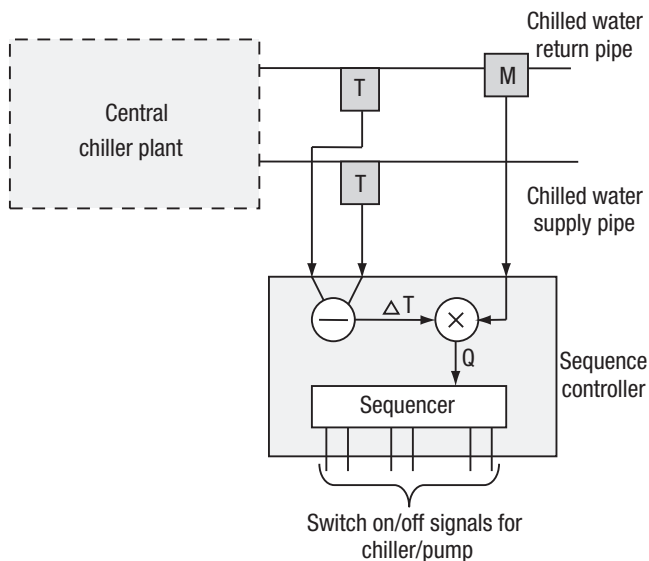 Chilled water
return pipe
T
M
Central
chiller plant
T
Chilled water
supply pipe
— 
△T
×
Q
Sequencer
Sequence
controller
Switch on/off signals for
chiller/pump